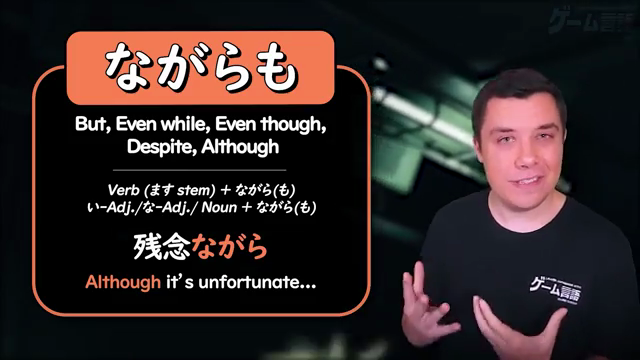 ながらも
But, Even while, Even though,
Despite, Although
Verb (ます stem) + ながら(も)
い-Adj./な-Adj./ Noun + ながら(も)
残念ながら
Although it's unfortunate...
ゲーム言語
ゲーム言語